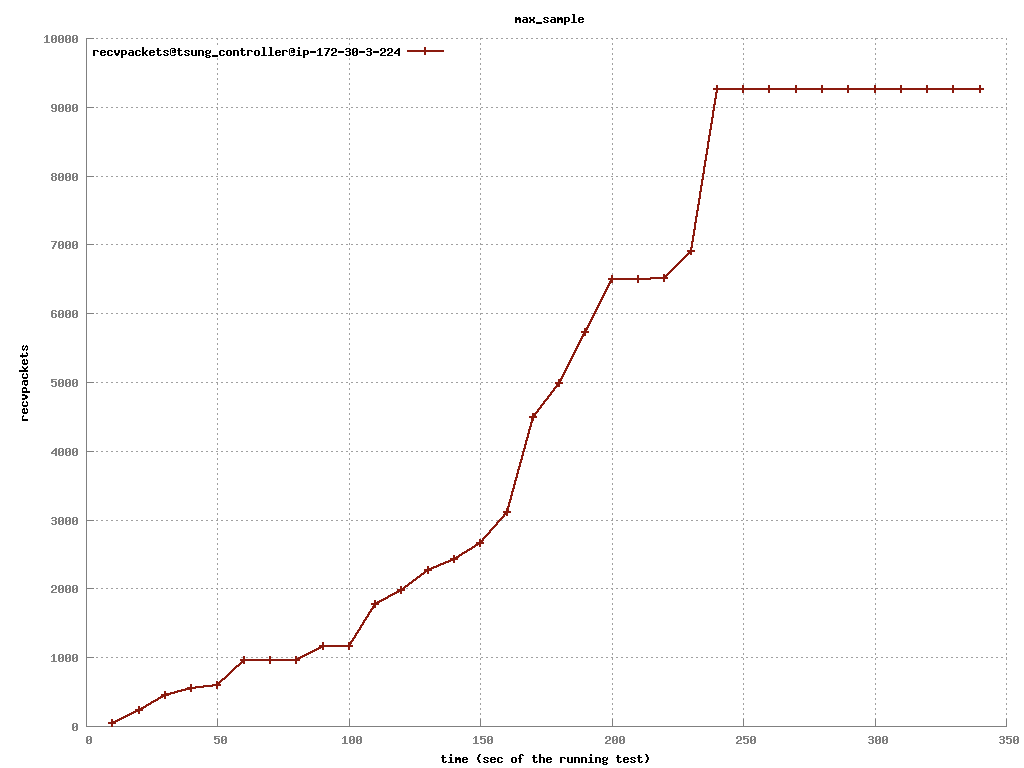 max_sample
recvpackets@tsung_controller@ip-172-30-3-224
10000
9000
8000
7000
6000
5000
4000
3000
2000
1000
0
recvpackets
0 50 100 150 200 250 300 350
time (sec of the running test)